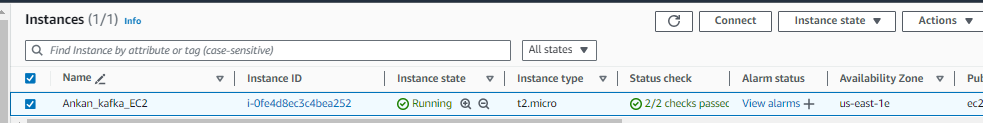 Instances (1/1) Info
Connect
Instance state
Actions
Find Instance by attribute or tag (case-sensitive)
All states
Name Instance ID Instance state Instance type Status check Alarm status Availability Zone Pub
Ankan_kafka_EC2 i-0fe4d8ec3c4bea252 Running t2.micro 2/2 checks passed View alarms us-east-1e ec2